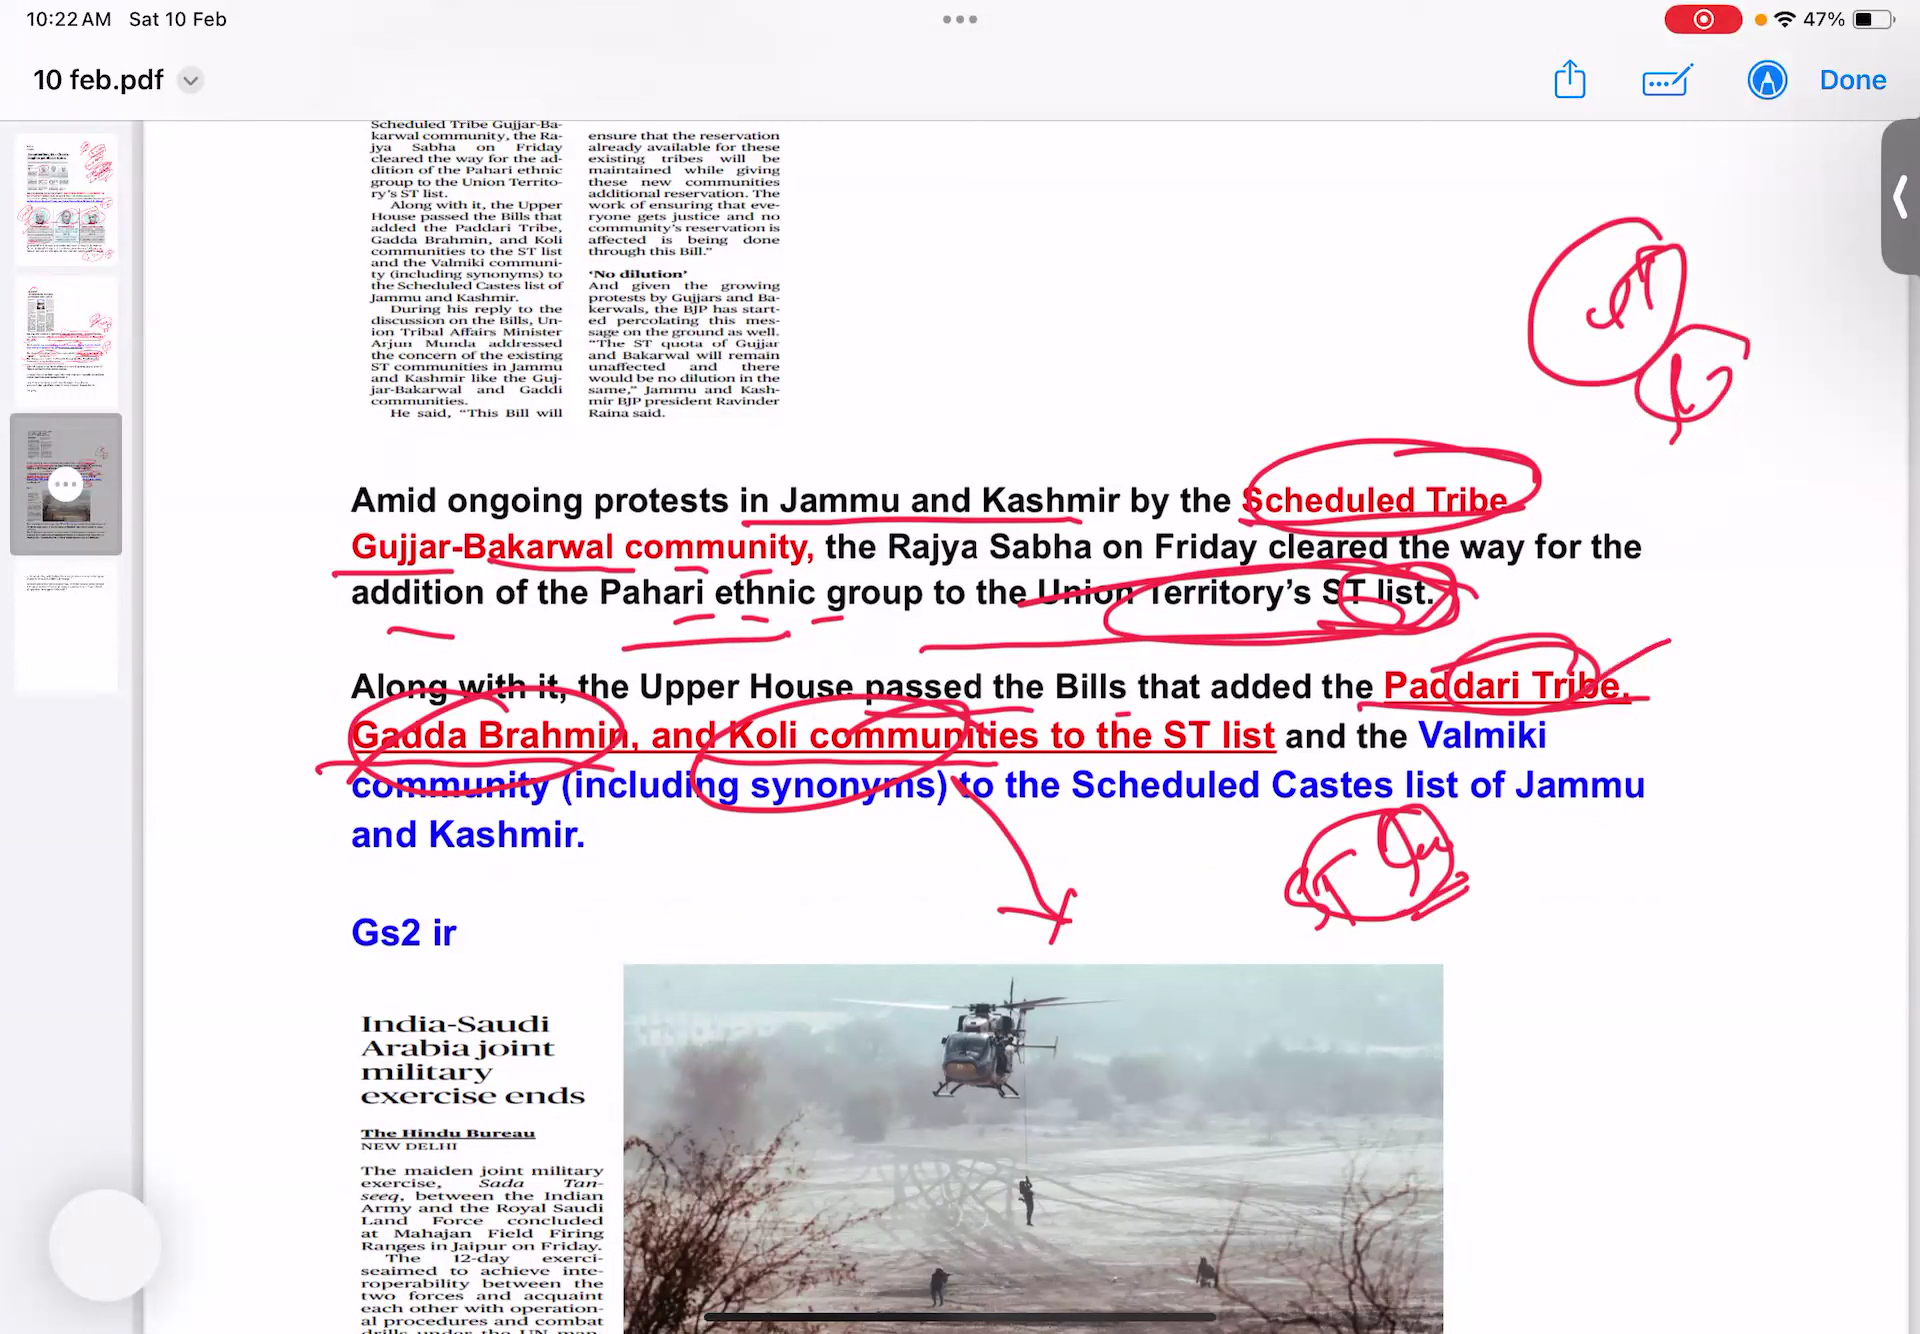 10:22 AM Sat 10 Feb
47%
10 feb.pdf
Done
Scheduled Tribe Gujjar-Ba-
karwal community, the Ra-
jya Sabha on Friday
cleared the way for the ad-
dition of the Pahari ethnic
group to the Union Territo-
ry's ST list.
Along with it, the Upper
House passed the Bills that
added the Paddari Tribe,
Gadda Brahmin, and Koli
communities to the ST list
and the Valmiki communi-
ty (including synonyms) to
the Scheduled Castes list of
Jammu and Kashmir.
During his reply to the
discussion on the Bills, Un-
ion Tribal Affairs Minister
Arjun Munda addressed
the concern of the existing
ST communities in Jammu
and Kashmir like the Guj-
jar-Bakarwal and Gaddi
communities.
He said, "This Bill will
ensure that the reservation
already available for these
existing tribes will be
maintained while giving
these new communities
additional reservation. The
work of ensuring that eve-
ryone gets justice and no
community's reservation is
affected is being done
through this Bill."
'No dilution'
And given the growing
protests by Gujjars and Ba-
kerwals, the BJP has start-
ed percolating this mes-
sage on the ground as well.
"The ST quota of Gujjar
and Bakarwal will remain
unaffected and there
would be no dilution in the
same," Jammu and Kash-
mir BJP president Ravinder
Raina said.
Amid ongoing protests in Jammu and Kashmir by the Scheduled Tribe
Gujjar-Bakarwal community, the Rajya Sabha on Friday cleared the way for the
addition of the Pahari ethnic group to the Union Territory's ST list.
Along with it, the Upper House passed the Bills that added the Paddari Tribe,
Gadda Brahmin, and Koli communities to the ST list and the Valmiki
community (including synonyms) to the Scheduled Castes list of Jammu
and Kashmir.
Gs2 ir
India-Saudi
Arabia joint
military
exercise ends
The Hindu Bureau
NEW DELHI
The maiden joint military
exercise, Sada Tan-
seeq, between the Indian
Army and the Royal Saudi
Land Force concluded
at Mahajan Field Firing
Ranges in Jaipur on Friday.
The 12-day exerci-
seaimed to achieve inte-
roperability between the
two forces and acquaint
each other with operation-
al procedures and combat
drills under the UN man-